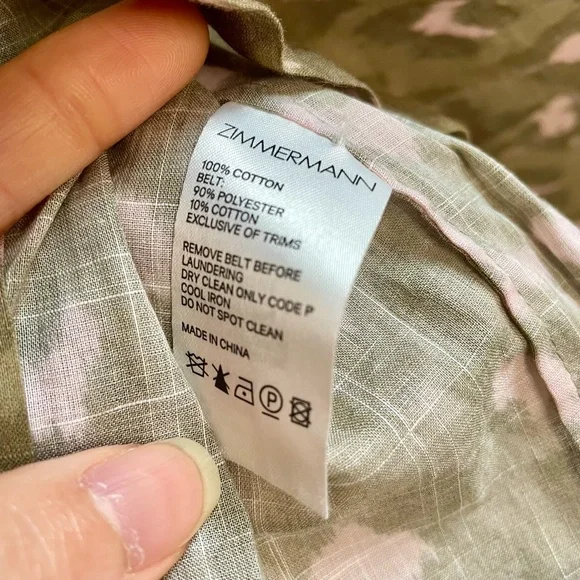 ZIMMERMANN
100% COTTON
BELT:
90% POLYESTER
10% COTTON
EXCLUSIVE OF TRIMS
REMOVE BELT BEFORE
LAUNDERING
DRY CLEAN ONLY CODE P
COOL IRON
DO NOT SPOT CLEAN
MADE IN CHINA
P